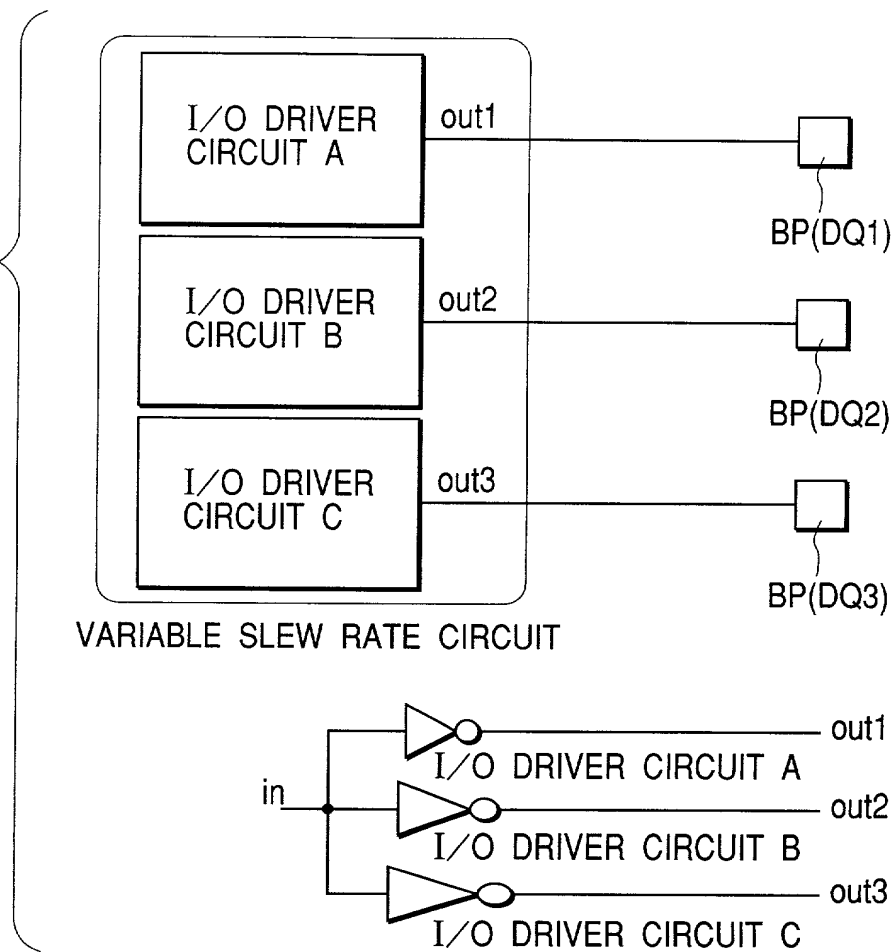 I/O DRIVER
CIRCUIT A
out1
BP(DQ1)
I/O DRIVER
CIRCUIT B
out2
BP(DQ2)
I/O DRIVER
CIRCUIT C
out3
BP(DQ3)
VARIABLE SLEW RATE CIRCUIT
out1
I/O DRIVER CIRCUIT A
in
out2
I/O DRIVER CIRCUIT B
out3
I/O DRIVER CIRCUIT C